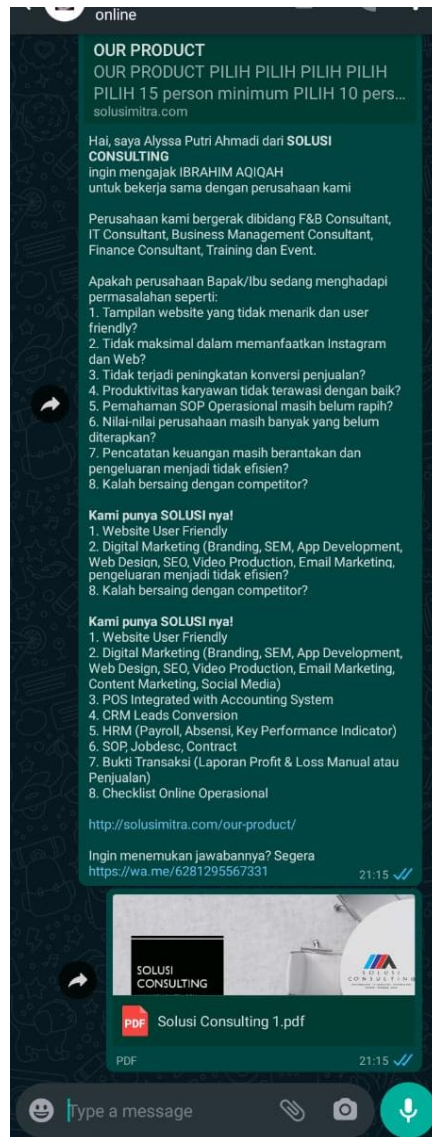 online
OUR PRODUCT
OUR PRODUCT PILIH PILIH PILIH PILIH
PILIH 15 person minimum PILIH 10 pers...
solusimitra.com
Hai, saya Alyssa Putri Ahmadi dari SOLUSI
CONSULTING
ingin mengajak IBRAHIM AQIQAH
untuk bekerja sama dengan perusahaan kami
Perusahaan kami bergerak dibidang F&B Consultant,
IT Consultant, Business Management Consultant,
Finance Consultant, Training dan Event.
Apakah perusahaan Bapak/Ibu sedang menghadapi
permasalahan seperti:
1. Tampilan website yang tidak menarik dan user
friendly?
2. Tidak maksimal dalam memanfaatkan Instagram
dan Web?
3. Tidak terjadi peningkatan konversi penjualan?
4. Produktivitas karyawan tidak terawasi dengan baik?
5. Pemahaman SOP Operasional masih belum rapih?
6. Nilai-nilai perusahaan masih banyak yang belum
diterapkan?
7. Pencatatan keuangan masih berantakan dan
pengeluaran menjadi tidak efisien?
8. Kalah bersaing dengan competitor?
Kami punya SOLUSI nya!
1. Website User Friendly
2. Digital Marketing (Branding, SEM, App Development,
Web Design, SEO, Video Production, Email Marketing,
pengeluaran menjadi tidak efisien?
8. Kalah bersaing dengan competitor?
Kami punya SOLUSI nya!
1. Website User Friendly
2. Digital Marketing (Branding, SEM, App Development,
Web Design, SEO, Video Production, Email Marketing,
Content Marketing, Social Media)
3. POS Integrated with Accounting System
4. CRM Leads Conversion
5. HRM (Payroll, Absensi, Key Performance Indicator)
6. SOP, Jobdesc, Contract
7. Bukti Transaksi (Laporan Profit & Loss Manual atau
Penjualan)
8. Checklist Online Operasional
http://solusimitra.com/our-product/
Ingin menemukan jawabannya? Segera
https://wa.me/6281295567331
21:15
SOLUSI
CONSULTING
SOLUSI
CONSULTING
PDF
Solusi Consulting 1.pdf
PDF
21:15
Type a message